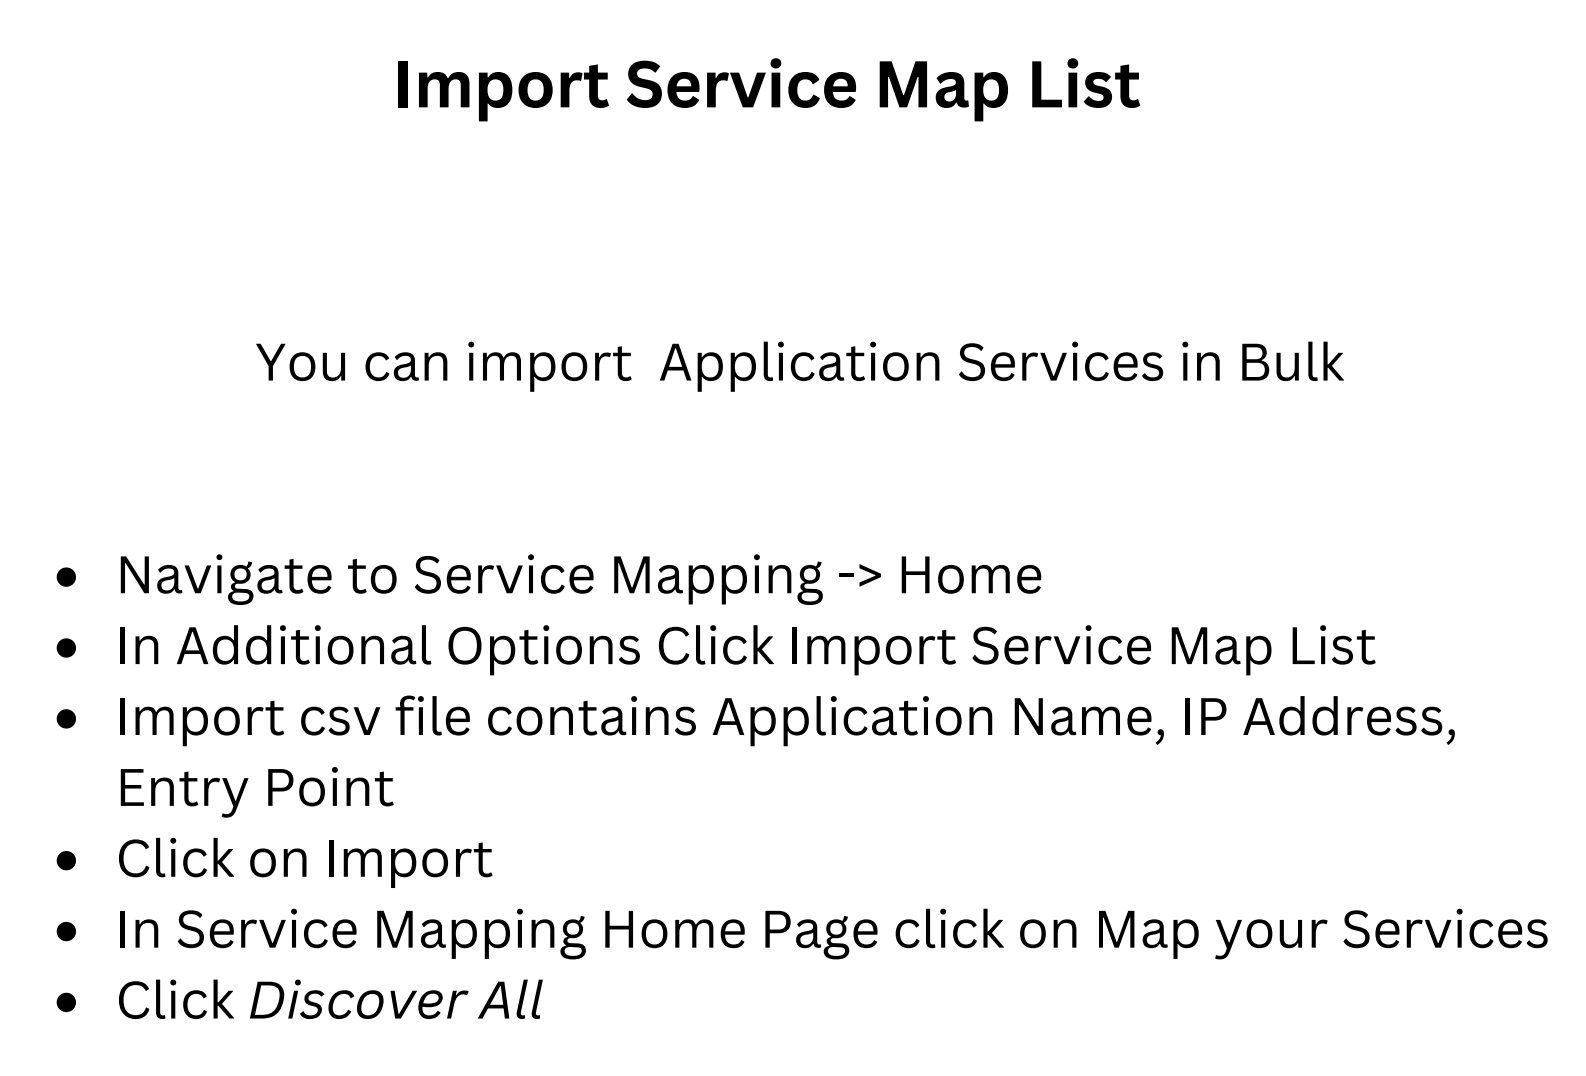 Import Service Map List
You can import  Application Services in Bulk
• Navigate to Service Mapping -> Home
• In Additional Options Click Import Service Map List
• Import csv file contains Application Name, IP Address,
Entry Point
• Click on Import
• In Service Mapping Home Page click on Map your Services
• Click Discover All